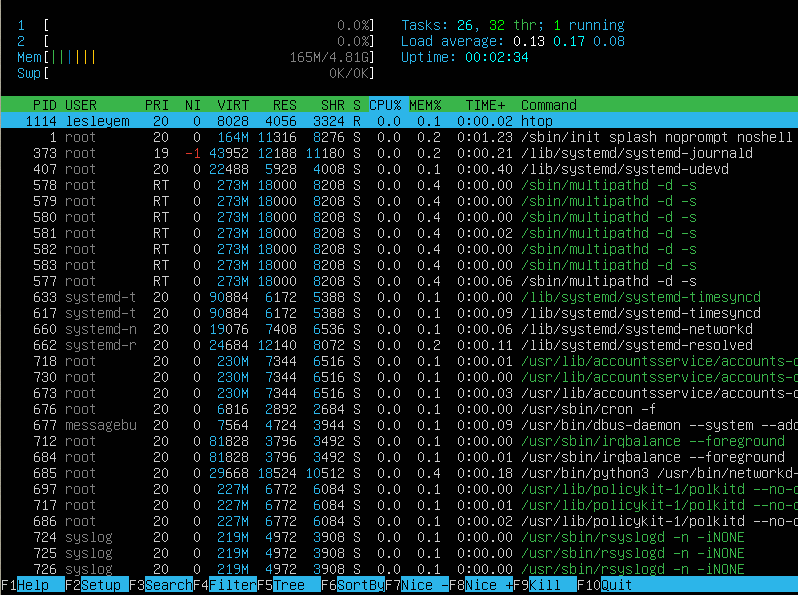 1 [ 0.0%] Tasks: 26, 32 thr; 1 running
2 [ 0.0%] Load average: 0.13 0.17 0.08
Mem[|||||| 165M/4.81G] Uptime: 00:02:34
Swp[ 0K/0K]
PID USER PRI NI VIRT RES SHR S CPU% MEM% TIME+ Command
1114 lesleyem 20 0 8028 4056 3324 R 0.0 0.1 0:00.02 htop
1 root 20 0 164M 11316 8276 S 0.0 0.2 0:01.23 /sbin/init splash noprompt noshell
373 root 19 -1 43952 12188 11180 S 0.0 0.2 0:00.21 /lib/systemd/systemd-journald
407 root 20 0 22488 5928 4008 S 0.0 0.1 0:00.40 /lib/systemd/systemd-udevd
578 root RT 0 273M 18000 8208 S 0.0 0.4 0:00.00 /sbin/multipathd -d -s
579 root RT 0 273M 18000 8208 S 0.0 0.4 0:00.00 /sbin/multipathd -d -s
580 root RT 0 273M 18000 8208 S 0.0 0.4 0:00.00 /sbin/multipathd -d -s
581 root RT 0 273M 18000 8208 S 0.0 0.4 0:00.02 /sbin/multipathd -d -s
582 root RT 0 273M 18000 8208 S 0.0 0.4 0:00.00 /sbin/multipathd -d -s
583 root RT 0 273M 18000 8208 S 0.0 0.4 0:00.00 /sbin/multipathd -d -s
577 root RT 0 273M 18000 8208 S 0.0 0.4 0:00.06 /sbin/multipathd -d -s
633 systemd-t 20 0 90884 6172 5388 S 0.0 0.1 0:00.00 /lib/systemd/systemd-timesyncd
617 systemd-t 20 0 90884 6172 5388 S 0.0 0.1 0:00.09 /lib/systemd/systemd-timesyncd
660 systemd-n 20 0 19076 7408 6536 S 0.0 0.1 0:00.06 /lib/systemd/systemd-networkd
662 systemd-r 20 0 24684 12140 8072 S 0.0 0.2 0:00.11 /lib/systemd/systemd-resolved
718 root 20 0 230M 7344 6516 S 0.0 0.1 0:00.01 /usr/lib/accountsservice/accounts-d
730 root 20 0 230M 7344 6516 S 0.0 0.1 0:00.00 /usr/lib/accountsservice/accounts-d
673 root 20 0 230M 7344 6516 S 0.0 0.1 0:00.03 /usr/lib/accountsservice/accounts-d
676 root 20 0 6816 2892 2684 S 0.0 0.1 0:00.00 /usr/sbin/cron -f
677 messagebu 20 0 7564 4724 3944 S 0.0 0.1 0:00.09 /usr/bin/dbus-daemon --system --add
712 root 20 0 81828 3796 3492 S 0.0 0.1 0:00.00 /usr/sbin/irqbalance --foreground
684 root 20 0 81828 3796 3492 S 0.0 0.1 0:00.01 /usr/sbin/irqbalance --foreground
685 root 20 0 29668 18524 10512 S 0.0 0.4 0:00.18 /usr/bin/python3 /usr/bin/networkd-
697 root 20 0 227M 6772 6084 S 0.0 0.1 0:00.00 /usr/lib/policykit-1/polkitd --no-d
717 root 20 0 227M 6772 6084 S 0.0 0.1 0:00.01 /usr/lib/policykit-1/polkitd --no-d
686 root 20 0 227M 6772 6084 S 0.0 0.1 0:00.02 /usr/lib/policykit-1/polkitd --no-d
724 syslog 20 0 219M 4972 3908 S 0.0 0.1 0:00.00 /usr/sbin/rsyslogd -n -iNONE
725 syslog 20 0 219M 4972 3908 S 0.0 0.1 0:00.00 /usr/sbin/rsyslogd -n -iNONE
726 syslog 20 0 219M 4972 3908 S 0.0 0.1 0:00.00 /usr/sbin/rsyslogd -n -iNONE
F1Help F2Setup F3SearchF4FilterF5Tree F6SortByF7Nice -F8Nice +F9Kill F10Quit